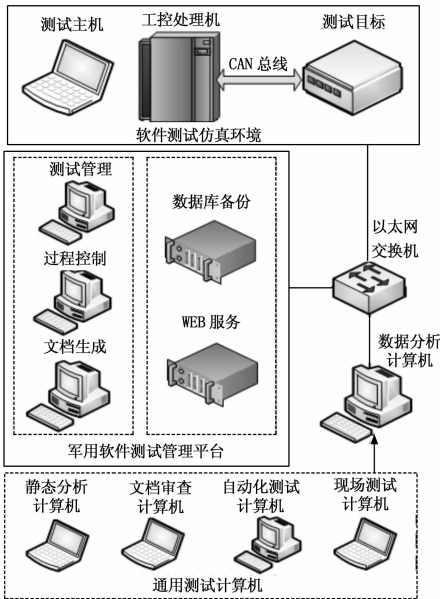 测试主机
工控处理机
测试目标
CAN 总线
软件测试仿真环境
测试管理
过程控制
文档生成
数据库备份
WEB 服务
军用软件测试管理平台
以太网
交换机
数据分析
计算机
静态分析
计算机
文档审查
计算机
自动化测试
计算机
现场测试
计算机
通用测试计算机